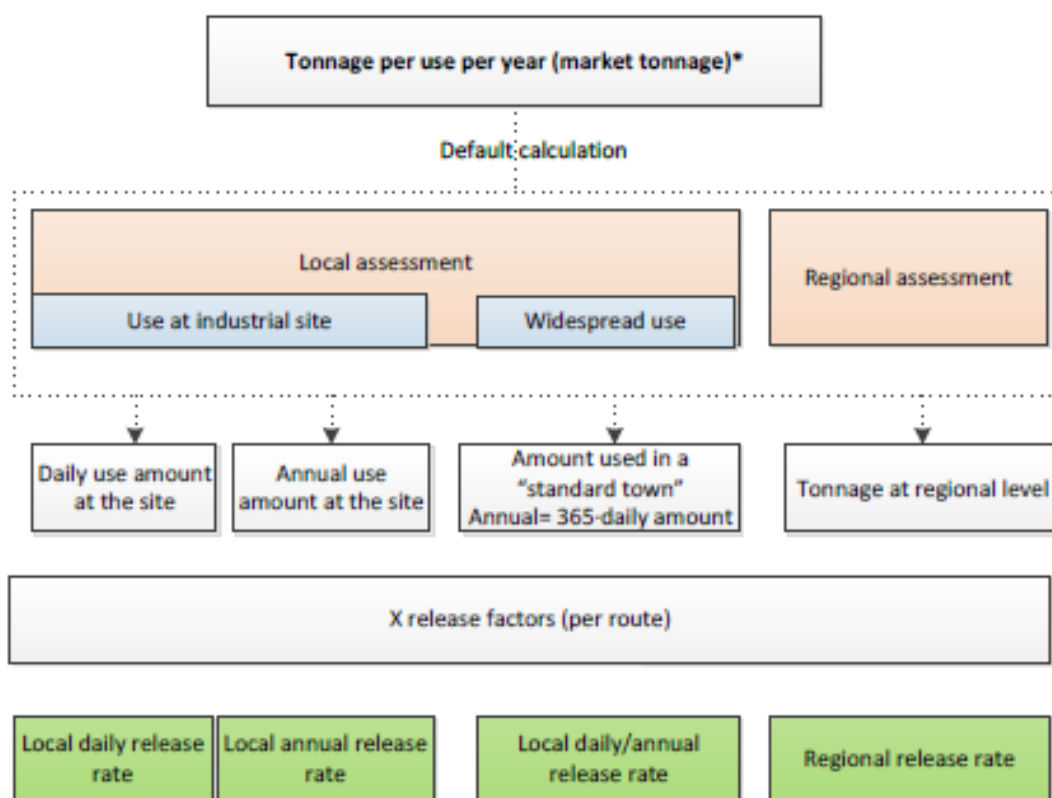 Tonnage per use per year (market tonnage)*
Default calculation
Local assessment
Regional assessment
Use at industrial site
Widespread use
Daily use amount
at the site
Annual use
amount at the site
Amount used in a
“standard town”
Annual= 365-daily amount
Tonnage at regional level
X release factors (per route)
Local daily release
rate
Local annual release
rate
Local daily/annual
release rate
Regional release rate